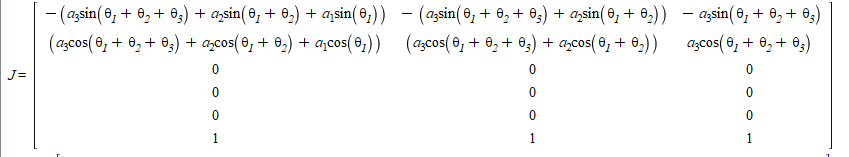 −(a₃sin(θ₁ + θ₂ + θ₃) + a₂sin(θ₁ + θ₂) + a₁sin(θ₁)) −(a₃sin(θ₁ + θ₂ + θ₃) + a₂sin(θ₁ + θ₂)) −a₃sin(θ₁ + θ₂ + θ₃)
(a₃cos(θ₁ + θ₂ + θ₃) + a₂cos(θ₁ + θ₂) + a₁cos(θ₁)) (a₃cos(θ₁ + θ₂ + θ₃) + a₂cos(θ₁ + θ₂)) a₃cos(θ₁ + θ₂ + θ₃)
J= 0 0 0
0 0 0
0 0 0
1 1 1